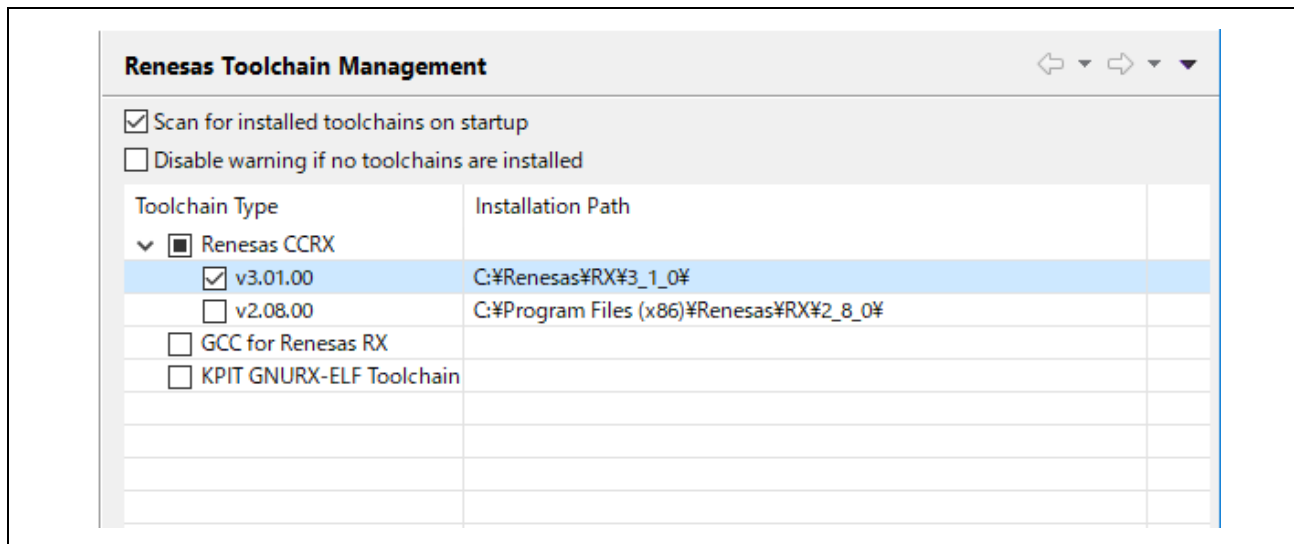 Renesas Toolchain Management
Scan for installed toolchains on startup
Disable warning if no toolchains are installed
Toolchain Type Installation Path
Renesas CCRX
v3.01.00 C:¥Renesas¥RX¥3_1_0¥
v2.08.00 C:¥Program Files (x86)¥Renesas¥RX¥2_8_0¥
GCC for Renesas RX
KPIT GNURX-ELF Toolchain